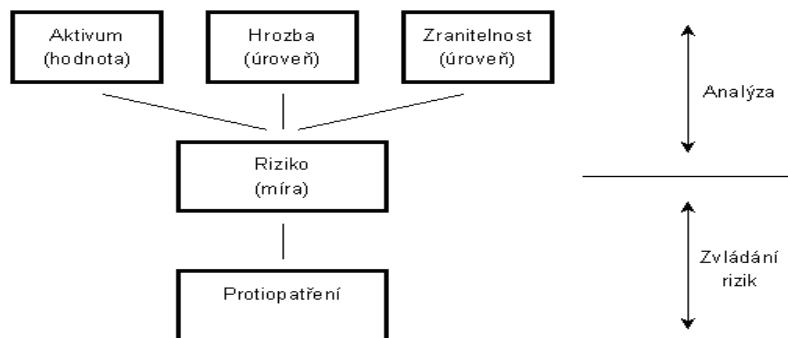 Aktivum
(hodnota)
Hrozba
(úroveň)
Zranitelnost
(úroveň)
Analýza
Riziko
(míra)
Zvládání
rizik
Protiopatření